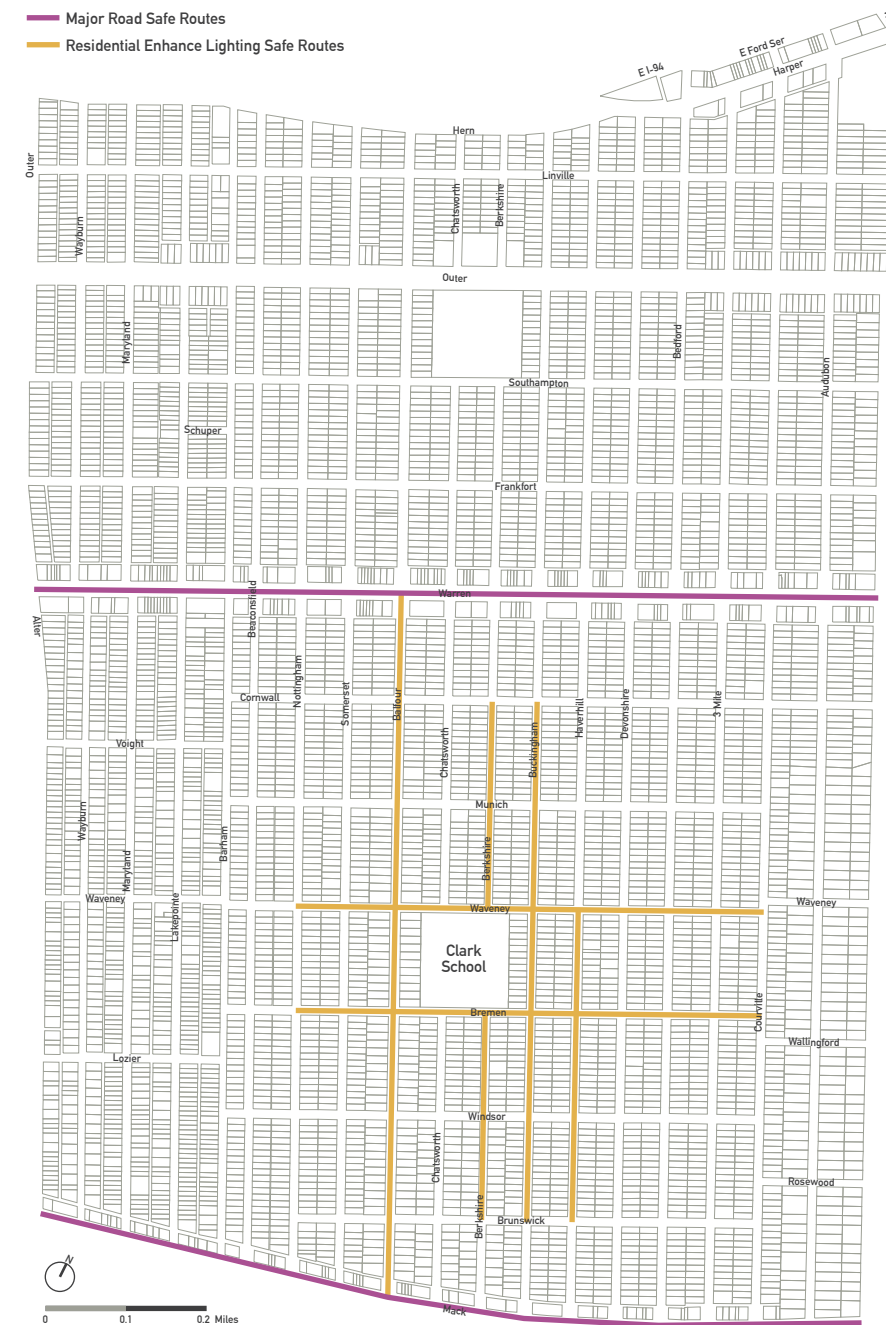 Major Road Safe Routes
Residential Enhance Lighting Safe Routes
E Ford Ser
E I-94
Harper
Hern
Outer
Linville
Wayburn
Chatsworth
Berkshire
Outer
Maryland
Bedford
Audubon
Southampton
Schuper
Frankfort
Warren
Beaconsfield
Alter
Nottingham
Somerset
Balfour
Cornwall
Devonshire
3 Mile
Haverhill
Buckingham
Chatsworth
Voight
Munich
Wayburn
Barham
Berkshire
Maryland
Waveney
Lakepointe
Waveney
Waveney
Clark
School
Courville
Bremen
Wallingford
Lozier
Windsor
Chatsworth
Rosewood
Berkshire
Brunswick
N
Mack
0 0.1 0.2 Miles